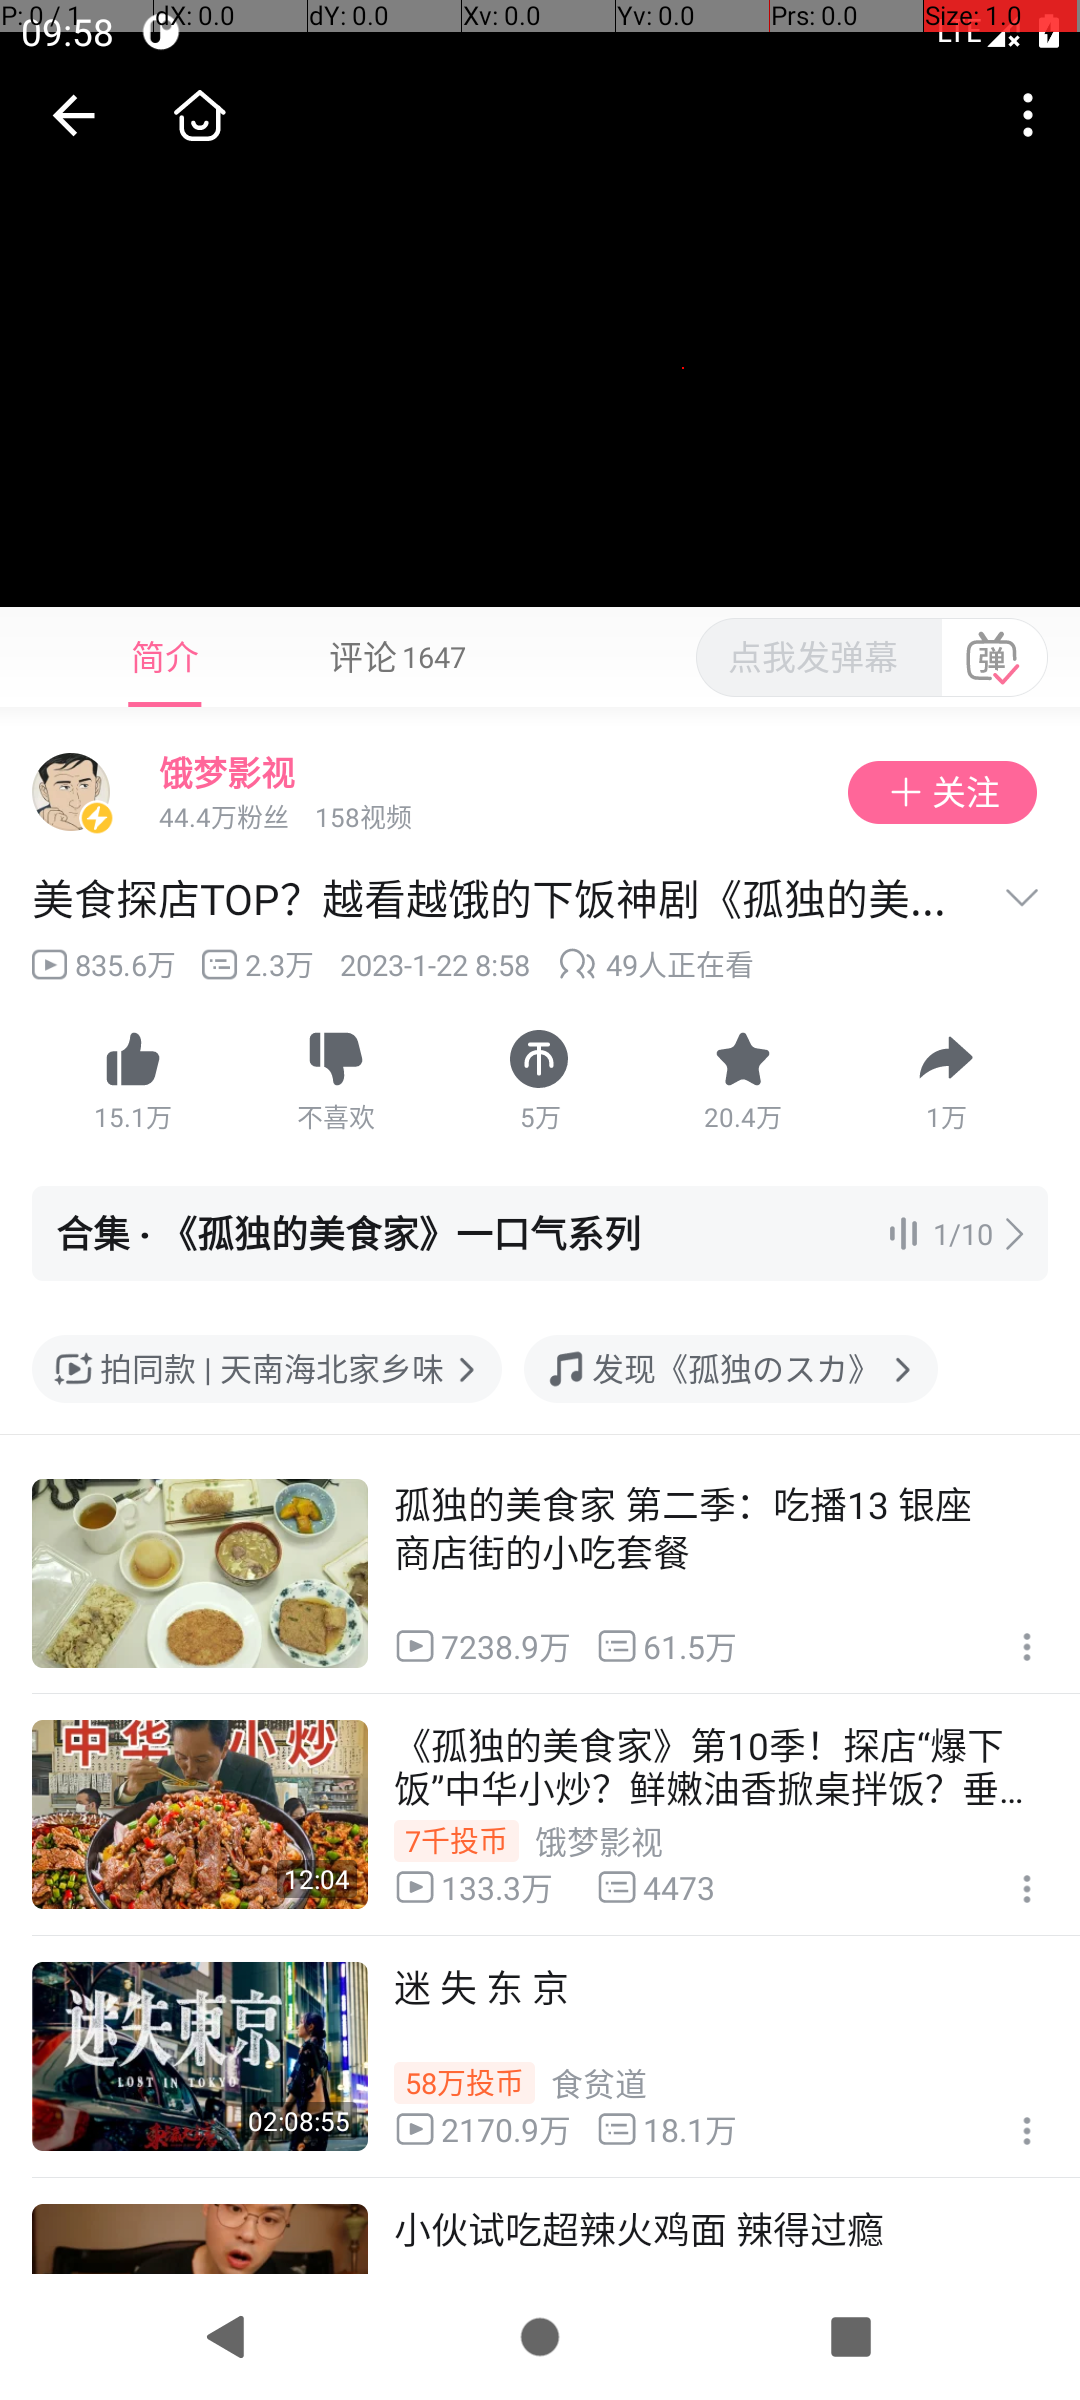 P: 0 / 1 dX: 0.0 dY: 0.0 Xv: 0.0 Yv: 0.0 Prs: 0.0 Size: 1.0
09:58 LTE
简介 评论 1647 点我发弹幕 弹
饿梦影视
44.4万粉丝 158视频
+ 关注
美食探店TOP？越看越饿的下饭神剧《孤独的美...
835.6万 2.3万 2023-1-22 8:58 49人正在看
15.1万 不喜欢 5万 20.4万 1万
合集 · 《孤独的美食家》一口气系列 1/10
拍同款 | 天南海北家乡味 发现《孤独のスカ》
孤独的美食家 第二季：吃播13 银座
商店街的小吃套餐
7238.9万 61.5万
中华小炒
12:04
《孤独的美食家》第10季！探店“爆下
饭”中华小炒？鲜嫩油香掀桌拌饭？垂...
7千投币 饿梦影视
133.3万 4473
迷失東京
LOST IN TOKYO
02:08:55
迷 失 东 京
58万投币 食贫道
2170.9万 18.1万
小伙试吃超辣火鸡面 辣得过瘾